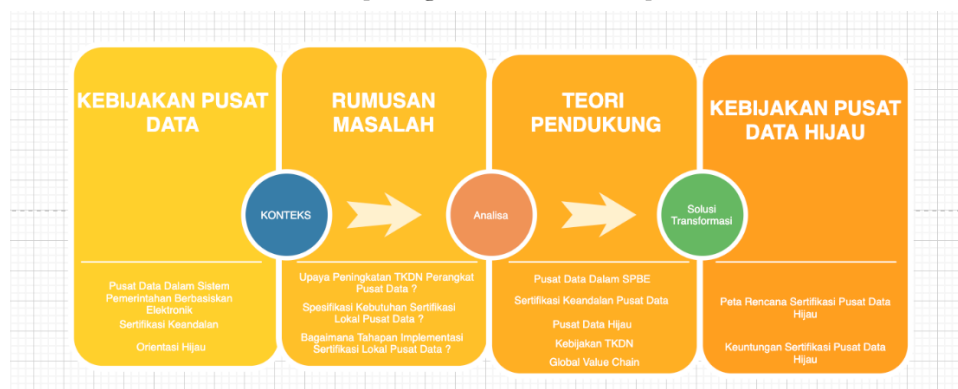 KEBIJAKAN PUSAT
DATA
Pusat Data Dalam Sistem
Pemerintahan Berbasiskan
Elektronik
Sertifikasi Keandalan
Orientasi Hijau
KONTEKS
RUMUSAN
MASALAH
Upaya Peningkatan TKDN Perangkat
Pusat Data ?
Spesifikasi Kebutuhan Sertifikasi
Lokal Pusat Data ?
Bagaimana Tahapan Implementasi
Sertifikasi Lokal Pusat Data ?
Analisa
TEORI
PENDUKUNG
Pusat Data Dalam SPBE
Sertifikasi Keandalan Pusat Data
Pusat Data Hijau
Kebijakan TKDN
Global Value Chain
Solusi
Transformasi
KEBIJAKAN PUSAT
DATA HIJAU
Peta Rencana Sertifikasi Pusat Data
Hijau
Keuntungan Sertifikasi Pusat Data
Hijau